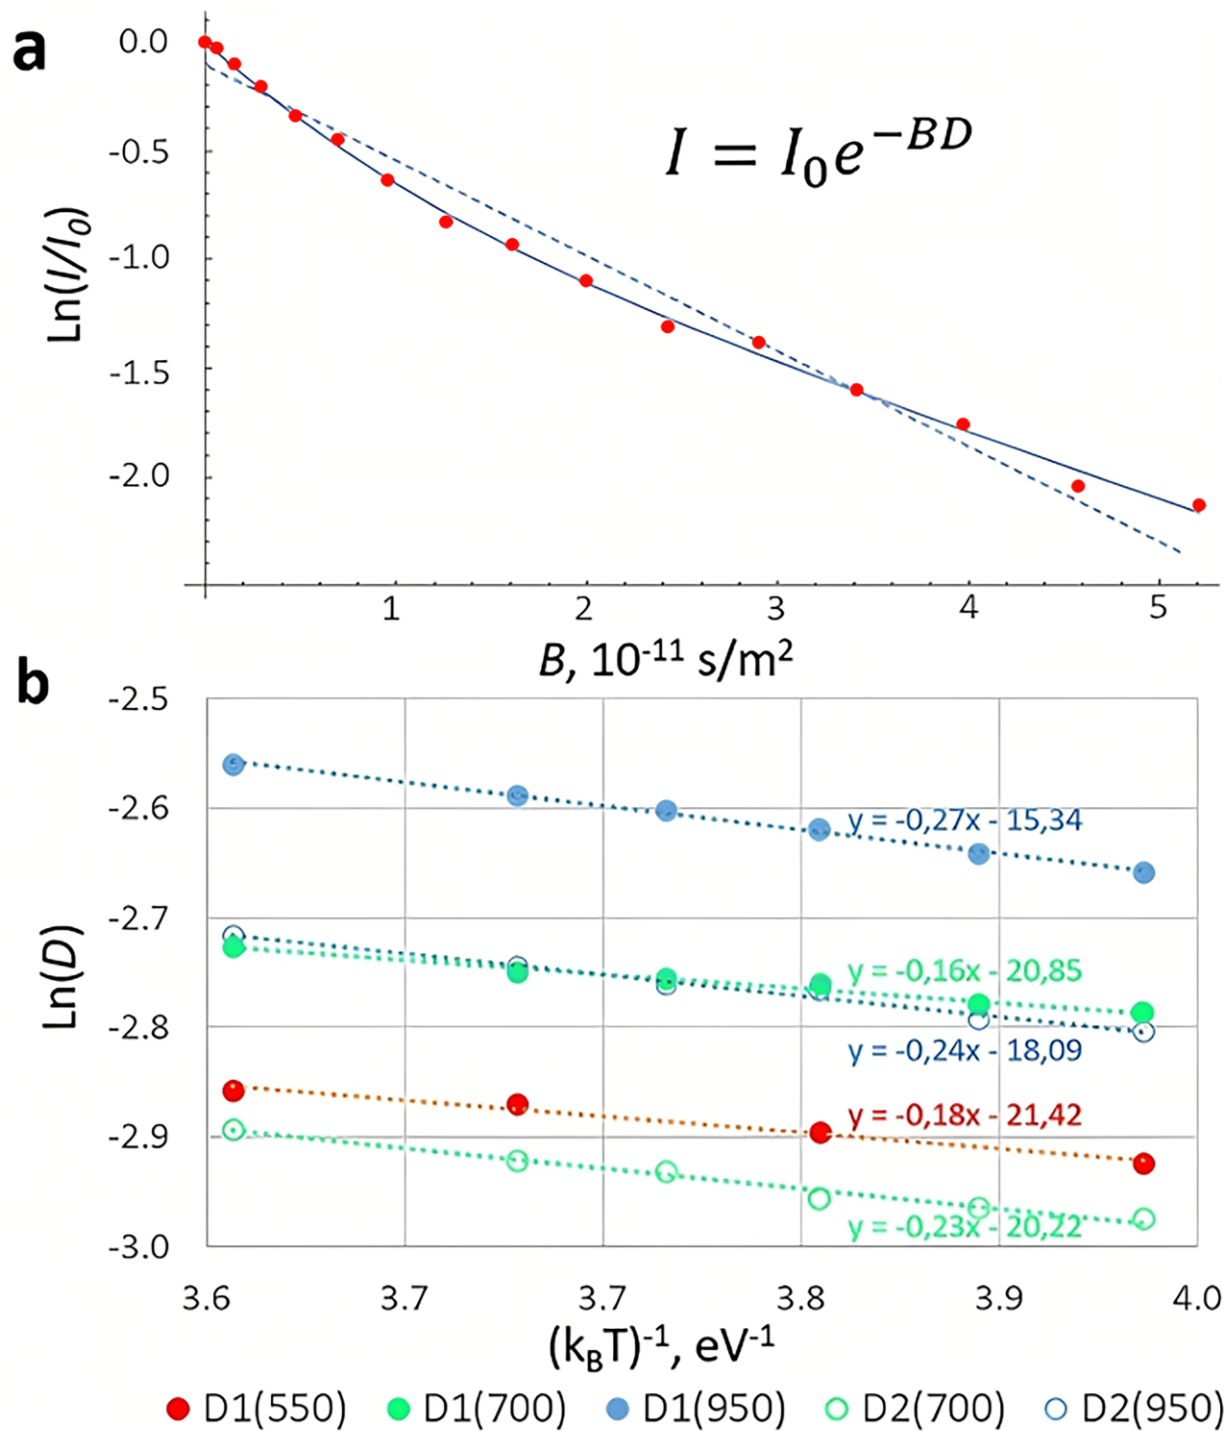 a
0.0
-0.5
-1.0
-1.5
-2.0
Ln(I/I₀)
I = I₀e⁻ᴮᴰ
1 2 3 4 5
B, 10⁻¹¹ s/m²
b
-2.5
-2.6
-2.7
-2.8
-2.9
-3.0
Ln(D)
y = -0,27x - 15,34
y = -0,16x - 20,85
y = -0,24x - 18,09
y = -0,18x - 21,42
y = -0,23x - 20,22
3.6 3.7 3.7 3.8 3.9 4.0
(k_BT)⁻¹, eV⁻¹
D1(550) D1(700) D1(950) D2(700) D2(950)